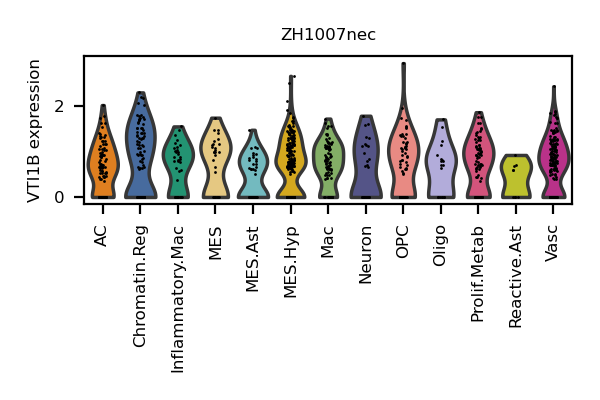 ZH1007nec
VTI1B expression
2
0
AC
Chromatin.Reg
Inflammatory.Mac
MES
MES.Ast
MES.Hyp
Mac
Neuron
OPC
Oligo
Prolif.Metab
Reactive.Ast
Vasc